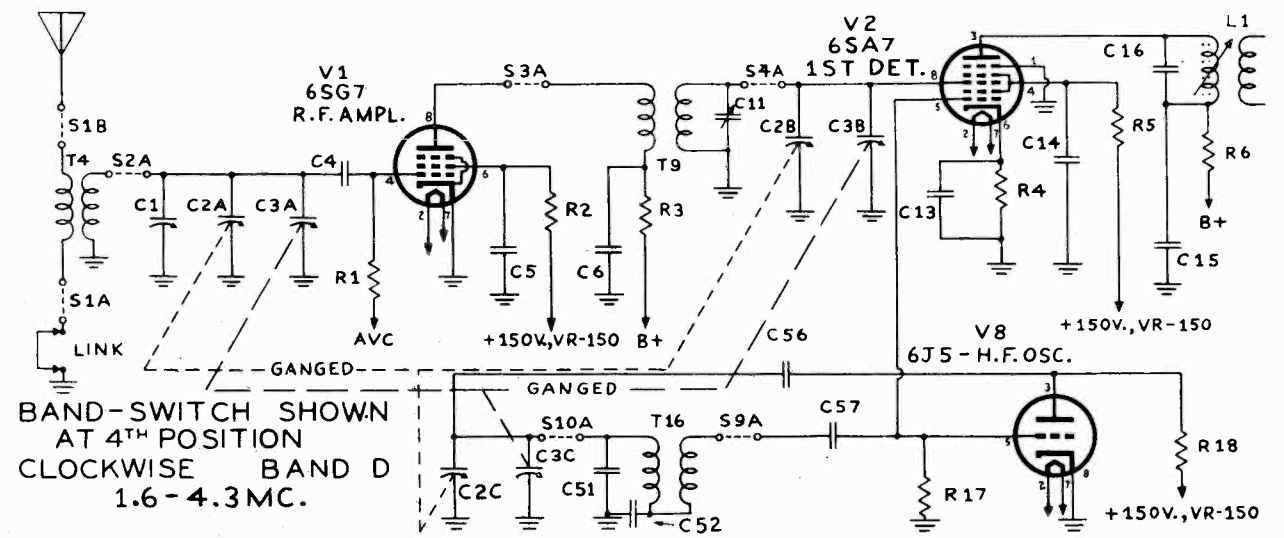 V1
6SG7
R.F. AMPL.
V2
6SA7
1ST DET.
L1
S1B
T4
S2A
C1
C2A
C3A
C4
4
8
6
2
7
R1
AVC
S1A
LINK
S3A
C5
R2
+150V., VR-150
C6
R3
B+
T9
C11
S4A
C2B
C3B
8
5
3
1
4
2
7
6
C13
R4
C14
R5
+150V., VR-150
C16
R6
B+
C15
GANGED
GANGED
C56
V8
6J5-H.F. OSC.
BAND-SWITCH SHOWN
AT 4TH POSITION
CLOCKWISE BAND D
1.6-4.3 MC.
C2C
C3C
S10A
C51
C52
T16
S9A
C57
R17
3
5
2
7
8
R18
+150V., VR-150